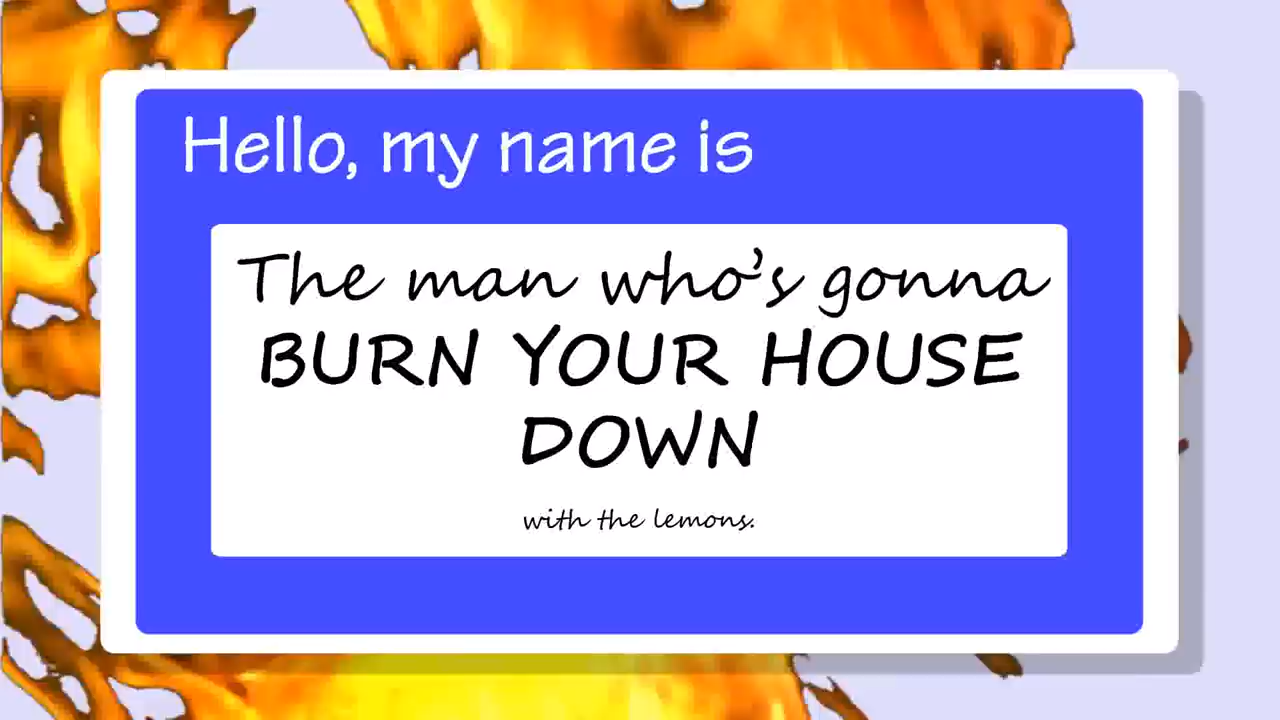 Hello, my name is
The man who's gonna
BURN YOUR HOUSE
DOWN
with the lemons.